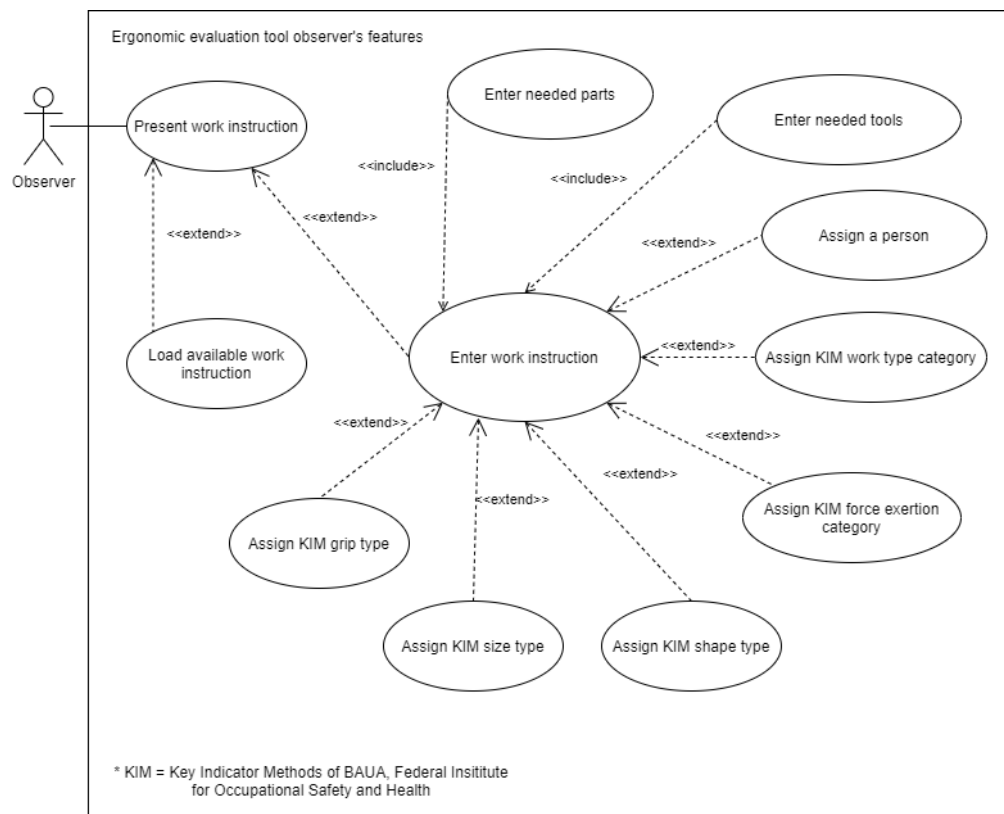 Ergonomic evaluation tool observer's features
Enter needed parts
Enter needed tools
Present work instruction
Observer
<<include>>
<<include>>
<<extend>>
<<extend>>
<<extend>>
Assign a person
Load available work
instruction
Enter work instruction
<<extend>>
Assign KIM work type category
<<extend>>
<<extend>>
<<extend>>
<<extend>>
Assign KIM force exertion
category
Assign KIM grip type
Assign KIM size type
Assign KIM shape type
* KIM = Key Indicator Methods of BAUA, Federal Insititute
for Occupational Safety and Health